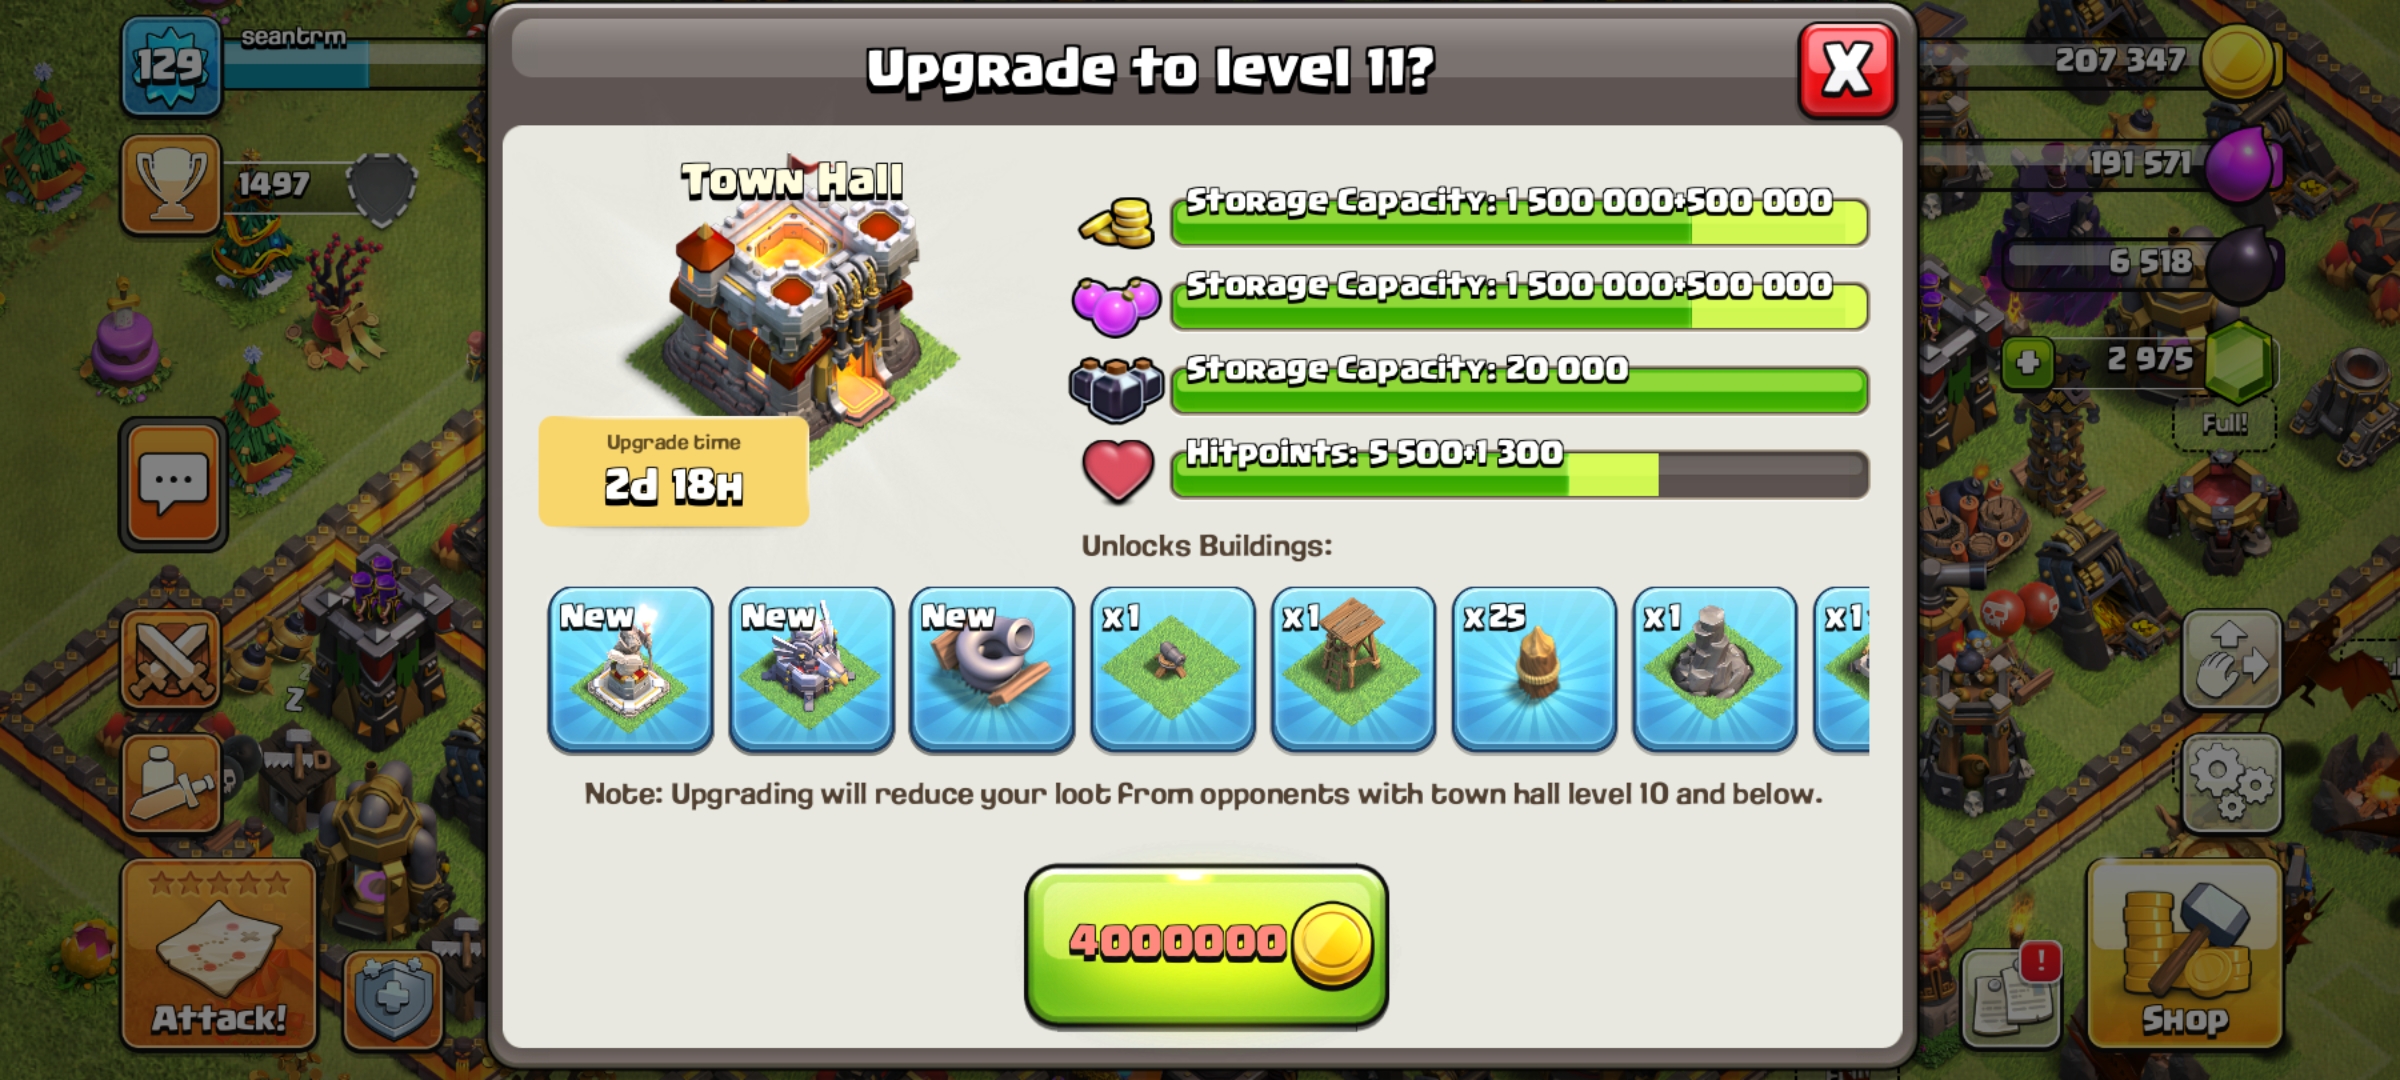 129
seantrm
Upgrade to level 11?
207 347
1497
Town Hall
Storage Capacity: 1 500 000+500 000
191 571
Storage Capacity: 1 500 000+500 000
6 518
Storage Capacity: 20 000
2 975
Full!
Upgrade time
2d 18H
Hitpoints: 5 500+1 300
Unlocks Buildings:
New
New
New
x1
x1
x25
x1
x1
z
Z
Note: Upgrading will reduce your loot from opponents with town hall level 10 and below.
4000000
!
Attack!
Shop